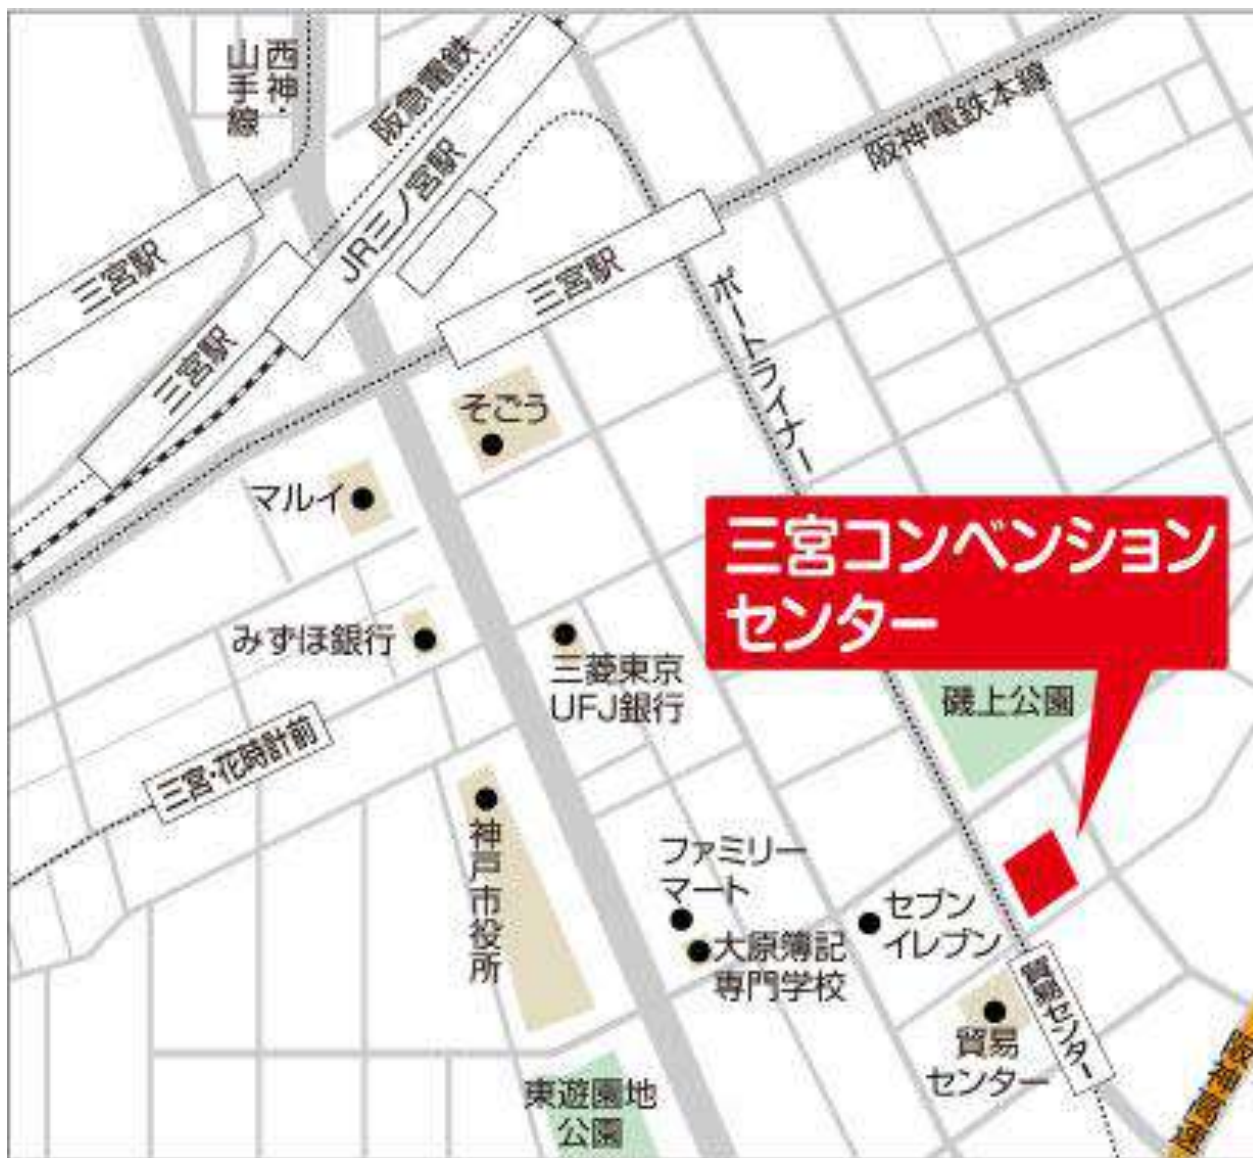 西神・
山手線
阪急電鉄
JR三ノ宮駅
阪神電鉄本線
三宮駅
三宮駅
三宮駅
ポートライナー
そごう
マルイ
三宮コンベンション
センター
みずほ銀行
三菱東京
UFJ銀行
磯上公園
三宮・花時計前
神戸市役所
ファミリー
マート
セブン
イレブン
大原簿記
専門学校
貿易センター
貿易
センター
阪神高速
東遊園地
公園